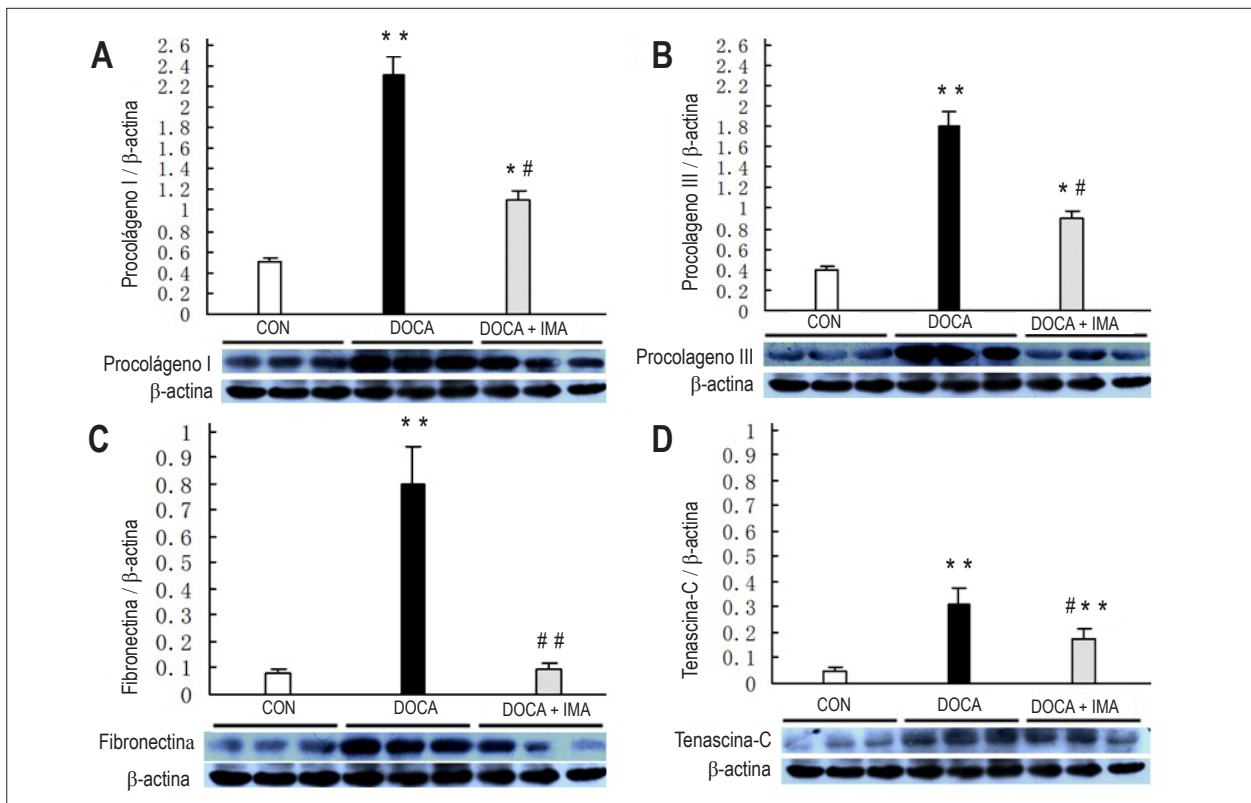 A
Procolágeno I / β-actina
2.6
2.4
2.2
2
1.8
1.6
1.4
1.2
1
0.8
0.6
0.4
0.2
0
* *
* #
CON DOCA DOCA + IMA
Procolágeno I
β-actina
B
Procolageno III / β-actina
2.6
2.4
2.2
2
1.8
1.6
1.4
1.2
1
0.8
0.6
0.4
0.2
0
* *
* #
CON DOCA DOCA + IMA
Procolageno III
β-actina
C
Fibronectina / β-actina
1
0.9
0.8
0.7
0.6
0.5
0.4
0.3
0.2
0.1
0
* *
# #
CON DOCA DOCA + IMA
Fibronectina
β-actina
D
Tenascina-C / β-actina
1
0.9
0.8
0.7
0.6
0.5
0.4
0.3
0.2
0.1
0
* *
# * *
CON DOCA DOCA + IMA
Tenascina-C
β-actina